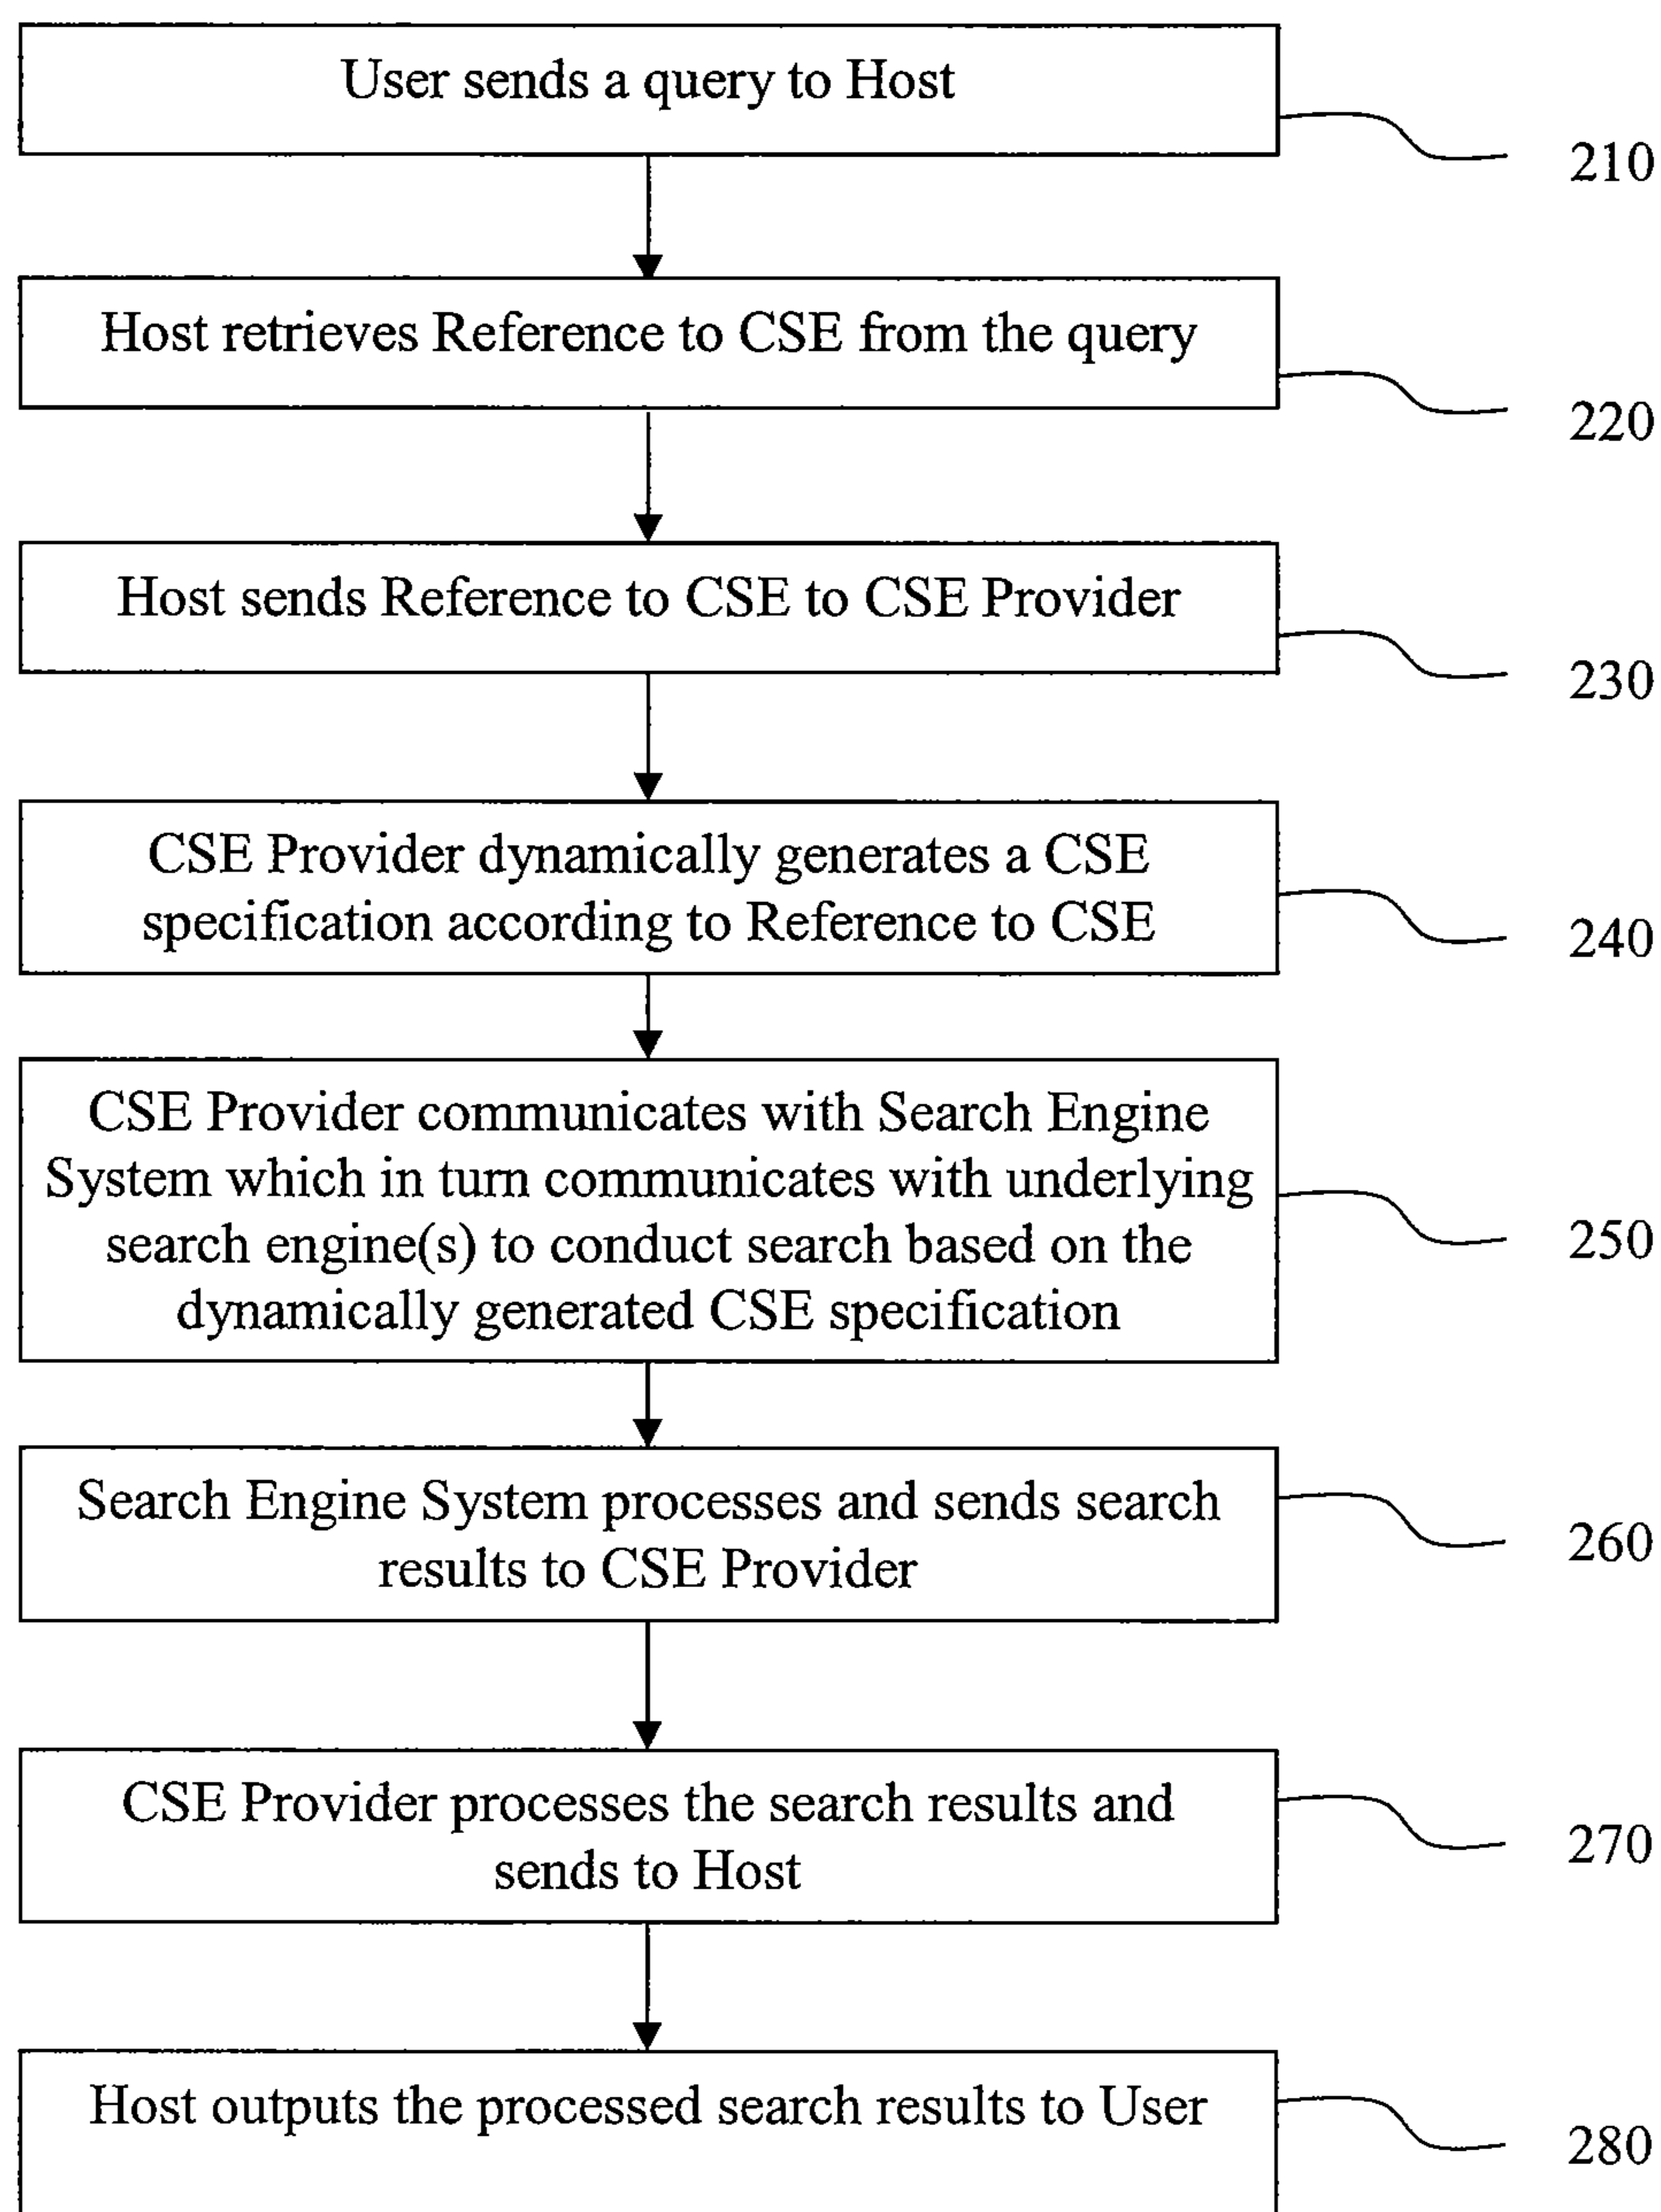 User sends a query to Host
210
Host retrieves Reference to CSE from the query
220
Host sends Reference to CSE to CSE Provider
230
CSE Provider dynamically generates a CSE
specification according to Reference to CSE
240
CSE Provider communicates with Search Engine
System which in turn communicates with underlying
search engine(s) to conduct search based on the
dynamically generated CSE specification
250
Search Engine System processes and sends search
results to CSE Provider
260
CSE Provider processes the search results and
sends to Host
270
Host outputs the processed search results to User
280